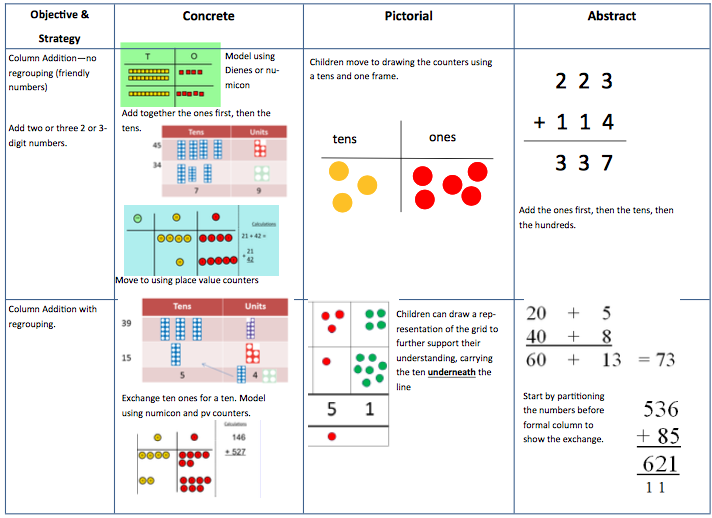 Objective &
Strategy
Concrete
Pictorial
Abstract
Column Addition—no
regrouping (friendly
numbers)
Add two or three 2 or 3-
digit numbers.
T O
Model using
Dienes or nu-
micon
Add together the ones first, then the
tens.
Tens Units
45
34
7 9
Calculations
21 + 42 =
21
+ 42
Move to using place value counters
Children move to drawing the counters using
a tens and one frame.
tens ones
2 2 3
+ 1 1 4
3 3 7
Add the ones first, then the tens, then
the hundreds.
Column Addition with
regrouping.
Tens Units
39
15
5 4
Exchange ten ones for a ten. Model
using numicon and pv counters.
Calculations
146
+ 527
Children can draw a rep-
resentation of the grid to
further support their
understanding, carrying
the ten underneath the
line
5 1
20 + 5
40 + 8
60 + 13 = 73
Start by partitioning
the numbers before
formal column to
show the exchange.
536
+ 85
621
1 1